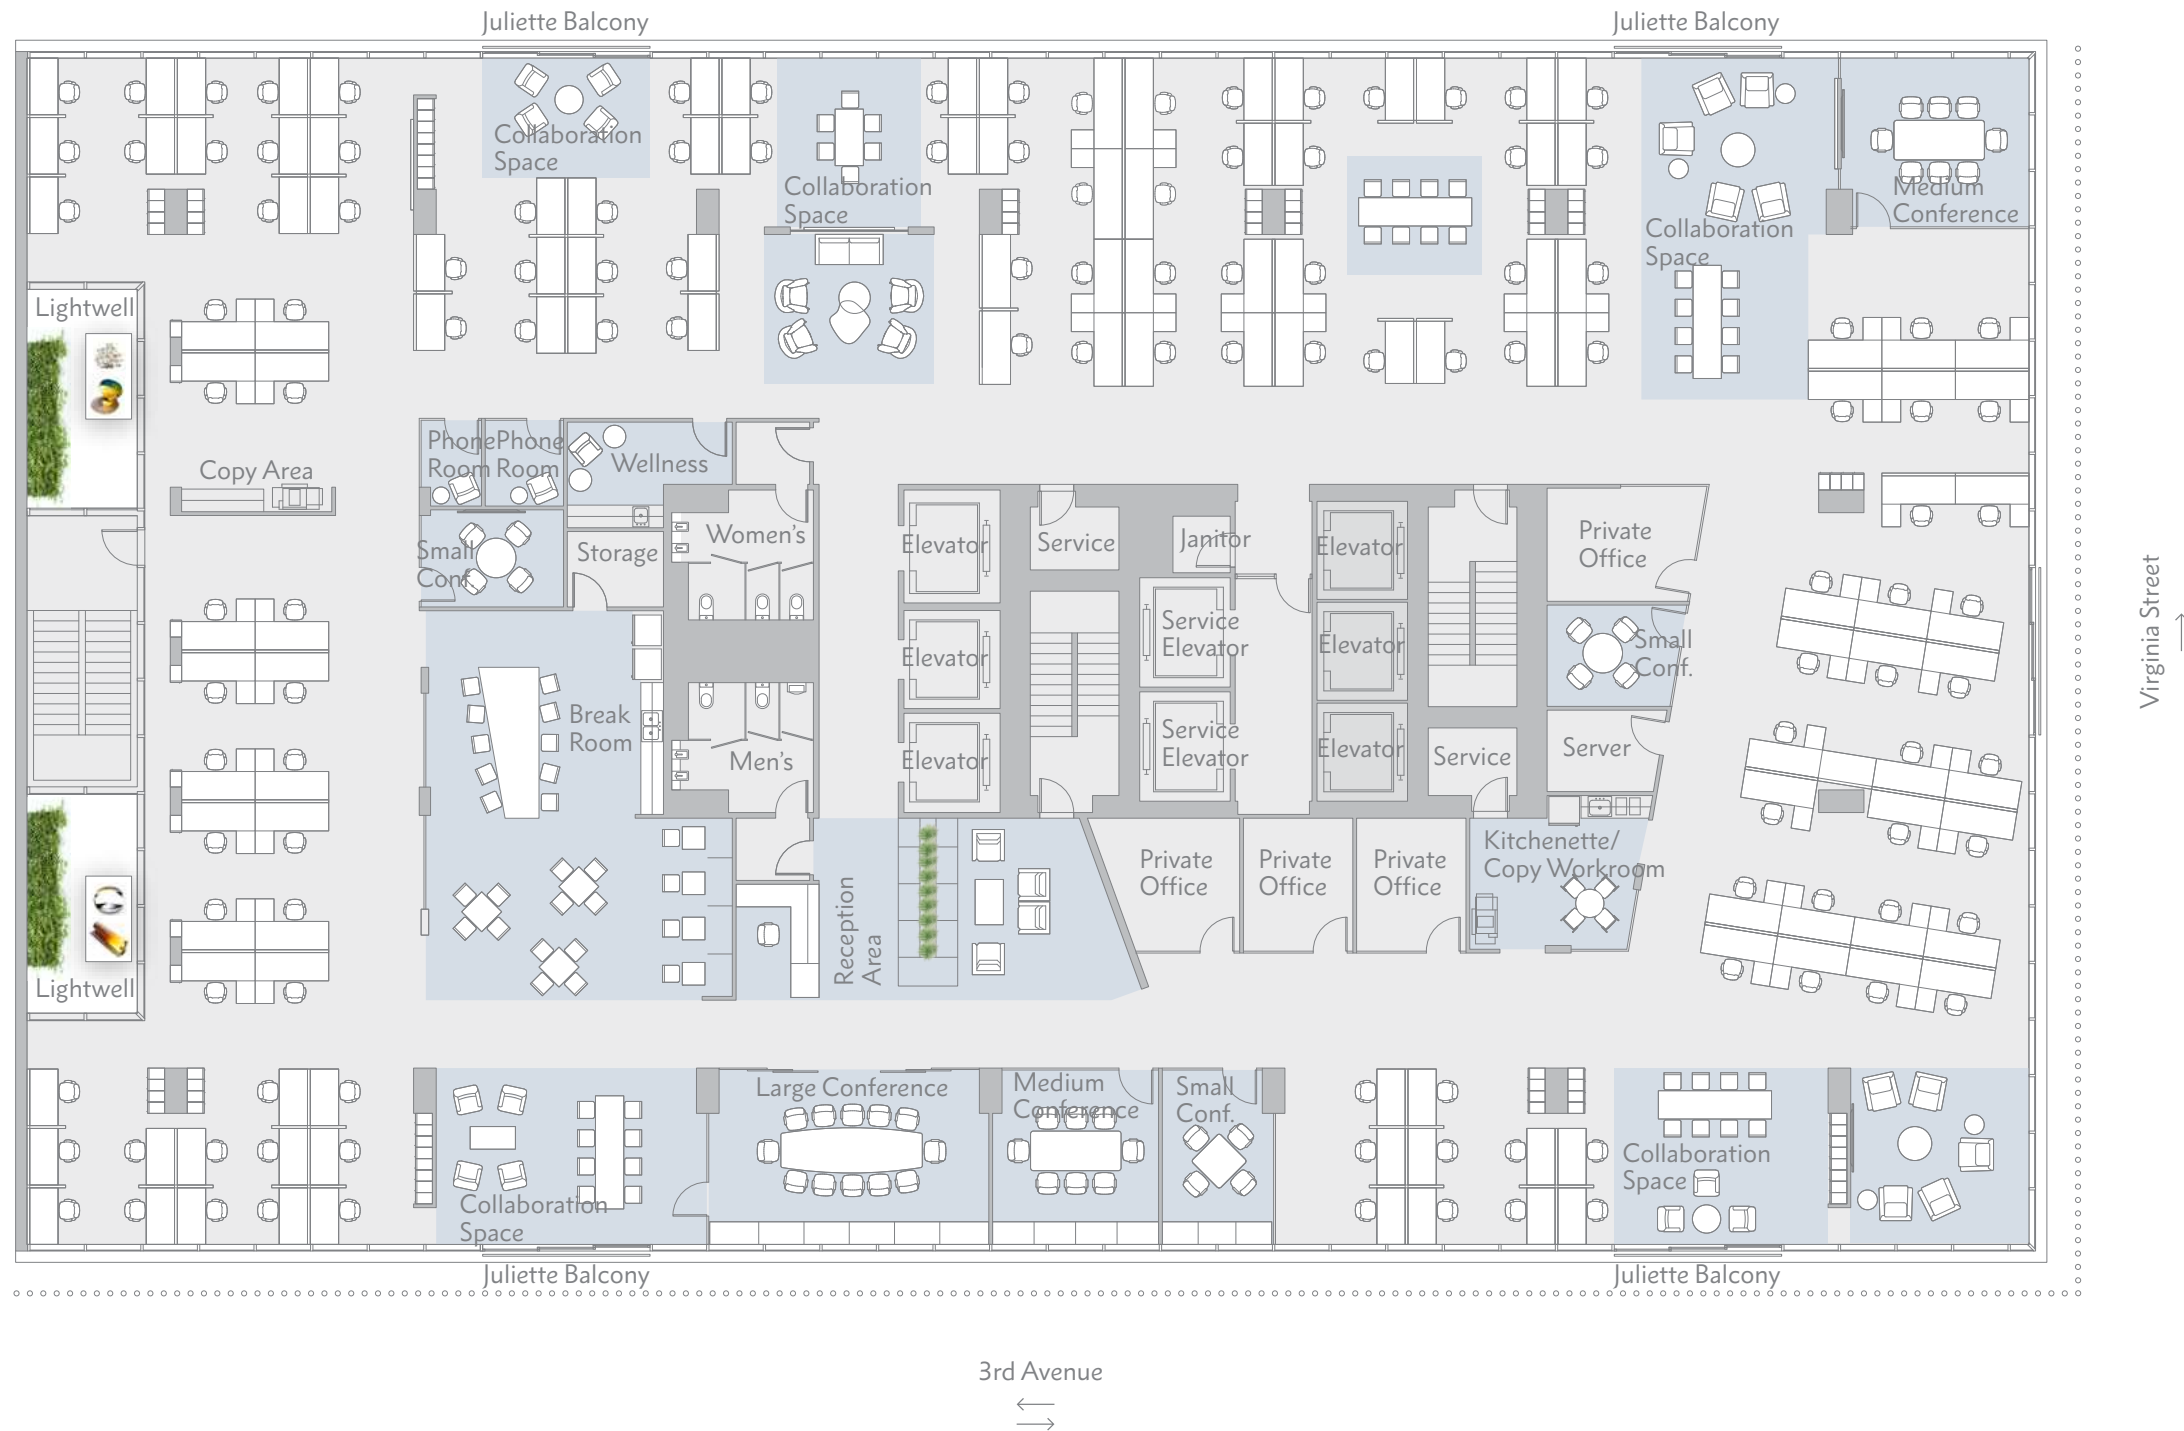 Juliette Balcony
Juliette Balcony
Collaboration
Space
Collaboration
Space
Medium
Conference
Collaboration
Space
Lightwell
Phone
Room
Phone
Room
Wellness
Copy Area
Women's
Small
Conf.
Storage
Elevator
Service
Janitor
Elevator
Private
Office
Service
Elevator
Elevator
Elevator
Small
Conf.
Virginia Street
Break
Room
Men's
Elevator
Service
Elevator
Elevator
Service
Server
Reception
Area
Private
Office
Private
Office
Private
Office
Kitchenette/
Copy Workroom
Lightwell
Large Conference
Medium
Conference
Small
Conf.
Collaboration
Space
Collaboration
Space
Juliette Balcony
Juliette Balcony
3rd Avenue